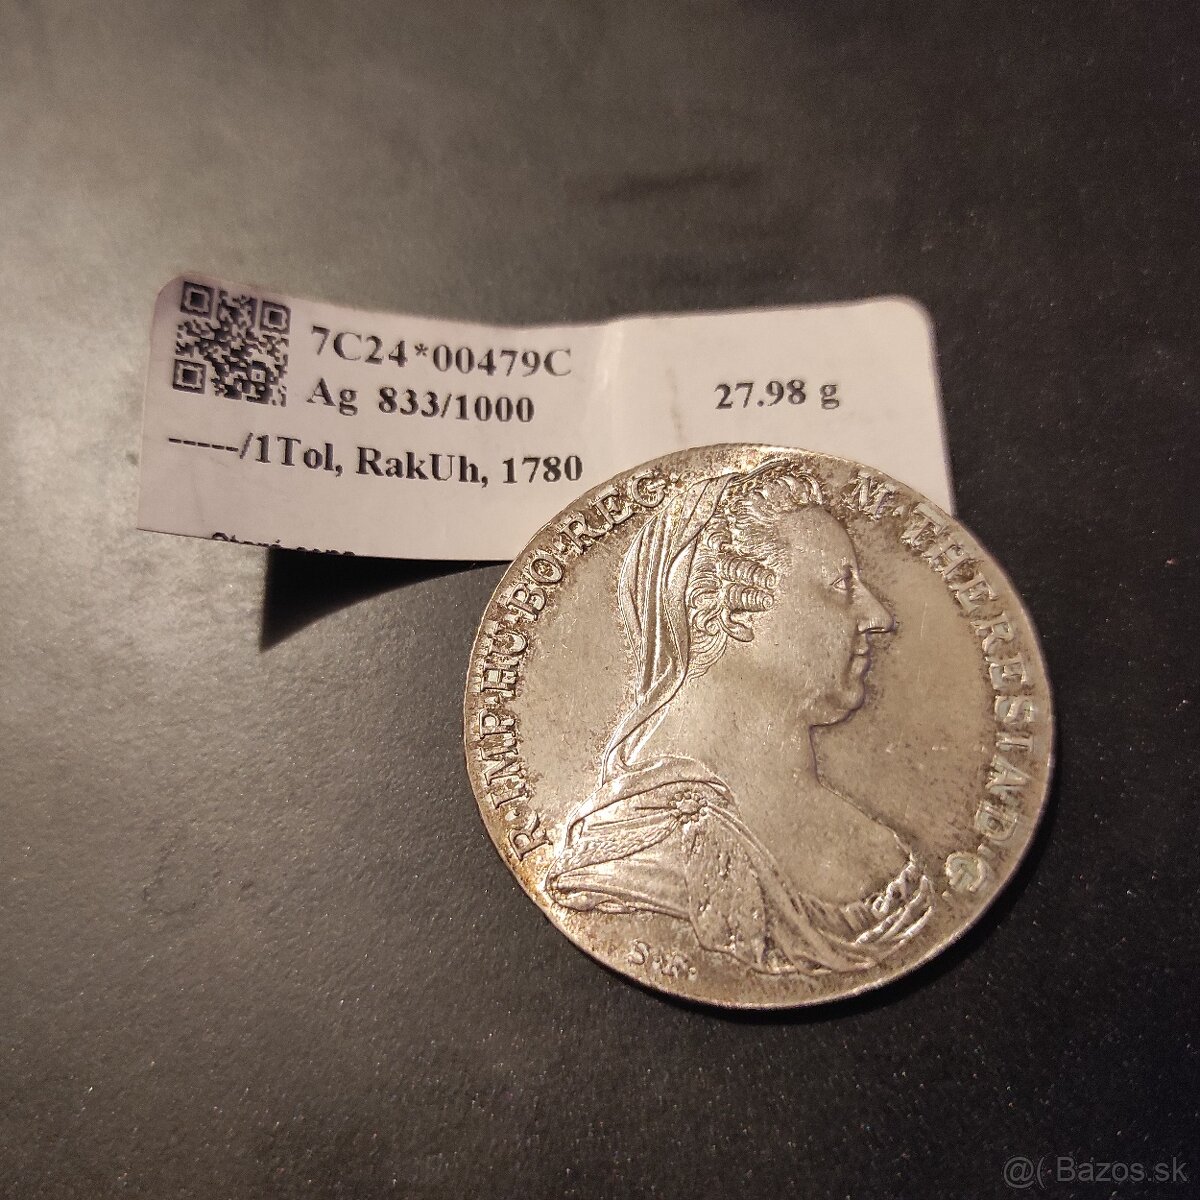 7C24*00479C
Ag 833/1000
27.98 g
-----/1Tol, RakUh, 1780
R·IMP·HU·BO·REG·
M·THERESIA·D·G·
S·F·
@( Bazos.sk